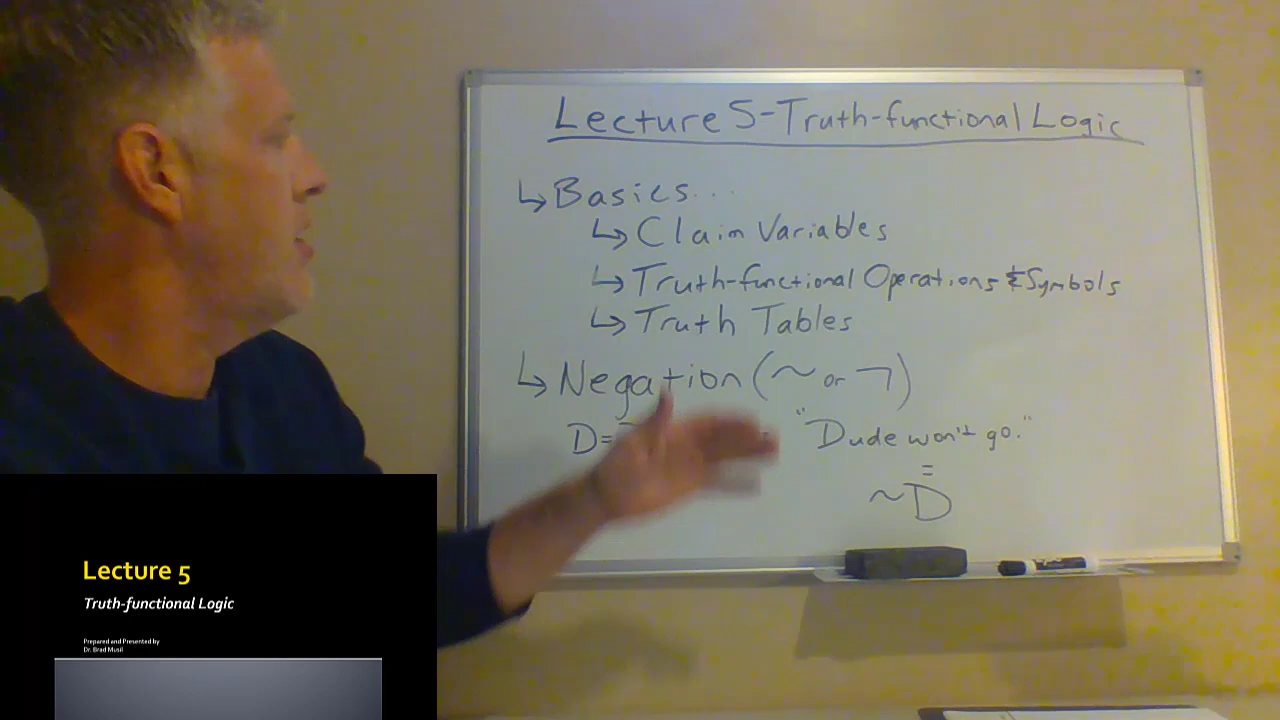 Lecture 5-Truth-functional Logic
↳ Basics...
↳ Claim Variables
↳ Truth-functional Operations & Symbols
↳ Truth Tables
↳ Negation (~ or ¬)
D= "Dude won't go."
=
~D
Lecture 5
Truth-functional Logic
Prepared and Presented by
Dr. Brad Musil